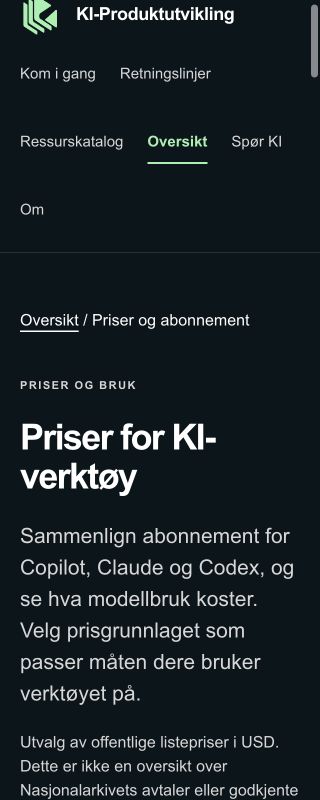 KI-Produktutvikling
Kom i gang Retningslinjer
Ressurskatalog Oversikt Spør KI
Om
Oversikt / Priser og abonnement
PRISER OG BRUK
Priser for KI-
verktøy
Sammenlign abonnement for
Copilot, Claude og Codex, og
se hva modellbruk koster.
Velg prisgrunnlaget som
passer måten dere bruker
verktøyet på.
Utvalg av offentlige listepriser i USD.
Dette er ikke en oversikt over
Nasjonalarkivets avtaler eller godkjente